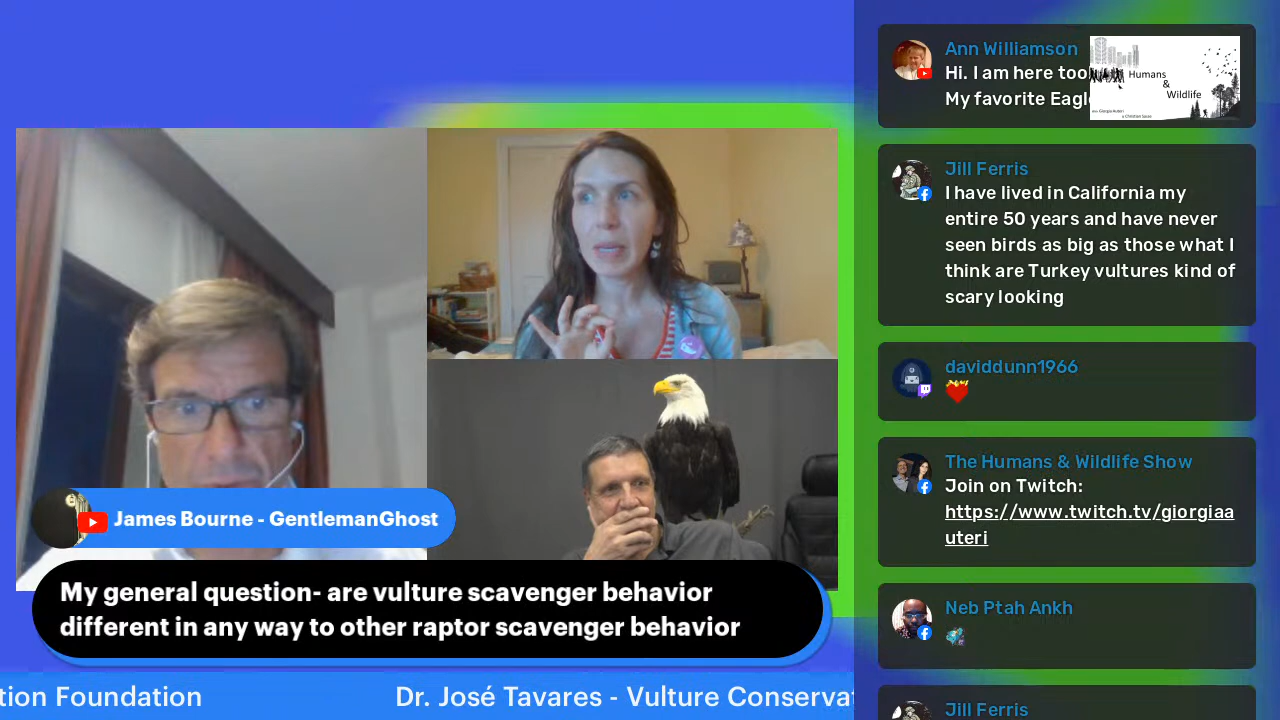 Ann Williamson
Hi. I am here too
My favorite Eagl
Humans
&
Wildlife
Jill Ferris
I have lived in California my
entire 50 years and have never
seen birds as big as those what I
think are Turkey vultures kind of
scary looking
daviddunn1966
The Humans & Wildlife Show
Join on Twitch:
https://www.twitch.tv/giorgiaa
uteri
Neb Ptah Ankh
Jill Ferris
James Bourne - GentlemanGhost
My general question- are vulture scavenger behavior
different in any way to other raptor scavenger behavior
tion Foundation
Dr. José Tavares - Vulture Conservat